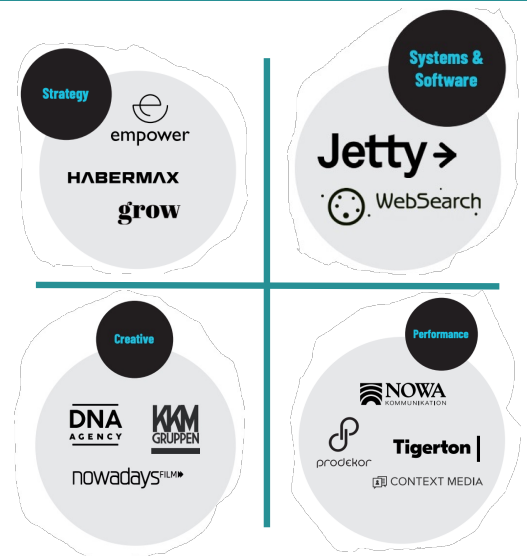 Strategy
empower
HABERMAX
grow
Systems &
Software
Jetty
WebSearch
Creative
DNA
AGENCY
KKM
GRUPPEN
nowadays FILM
Performance
NOWA
KOMMUNIKATION
prodekor
Tigerton
CONTEXT MEDIA